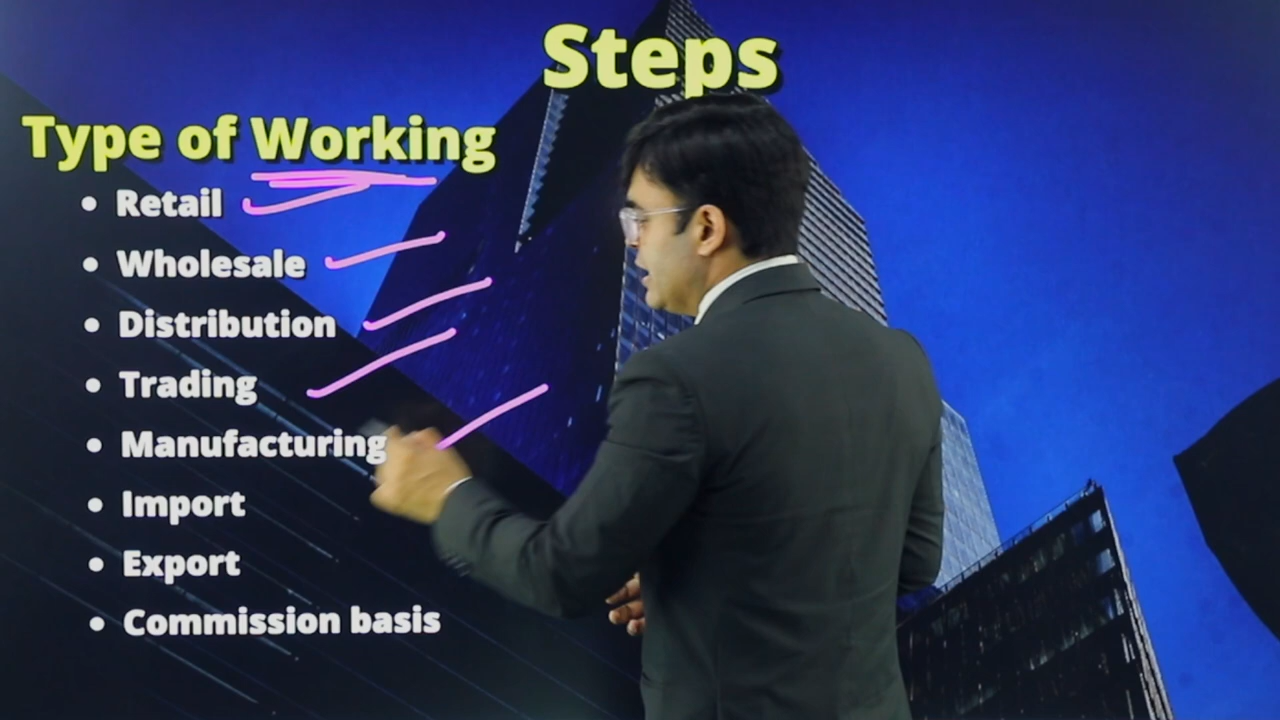 Steps
Type of Working
• Retail
• Wholesale
• Distribution
• Trading
• Manufacturing
• Import
• Export
• Commission basis